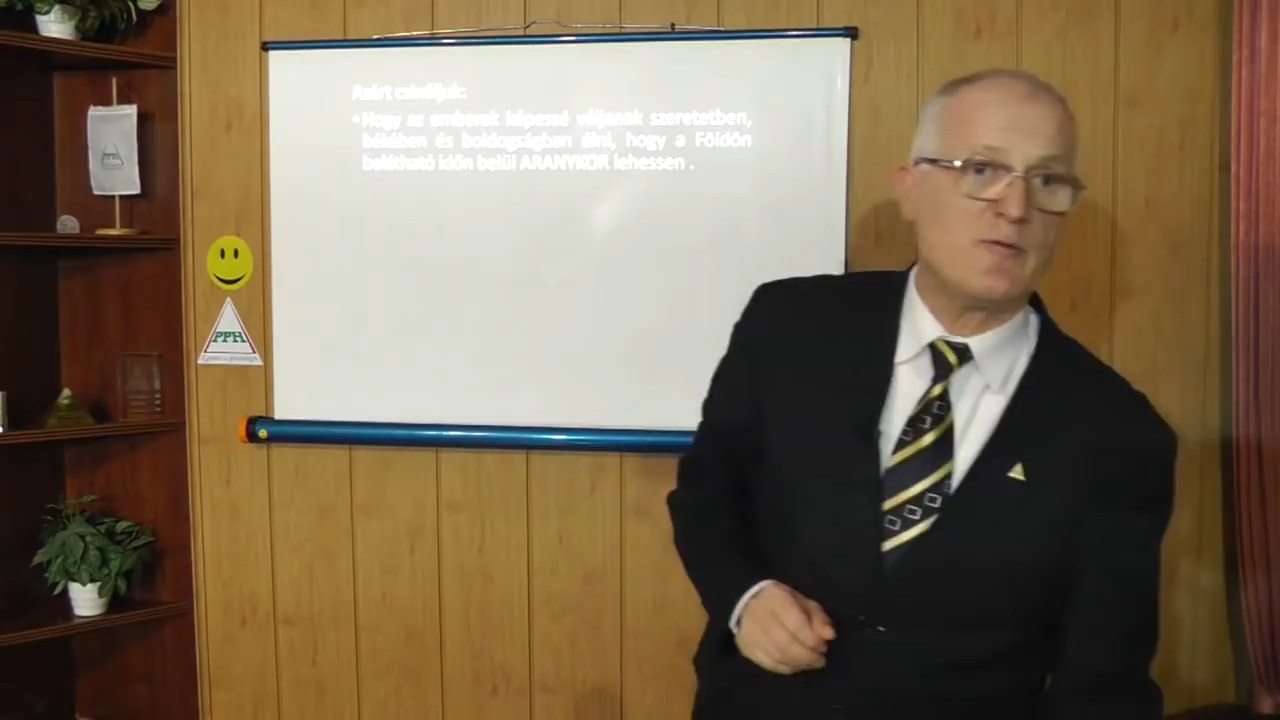 Azért csináljuk:
• Hogy az emberek képessé váljanak szeretetben,
békében és boldogságban élni, hogy a Földön
belátható időn belül ARANYKOR lehessen .
PPH